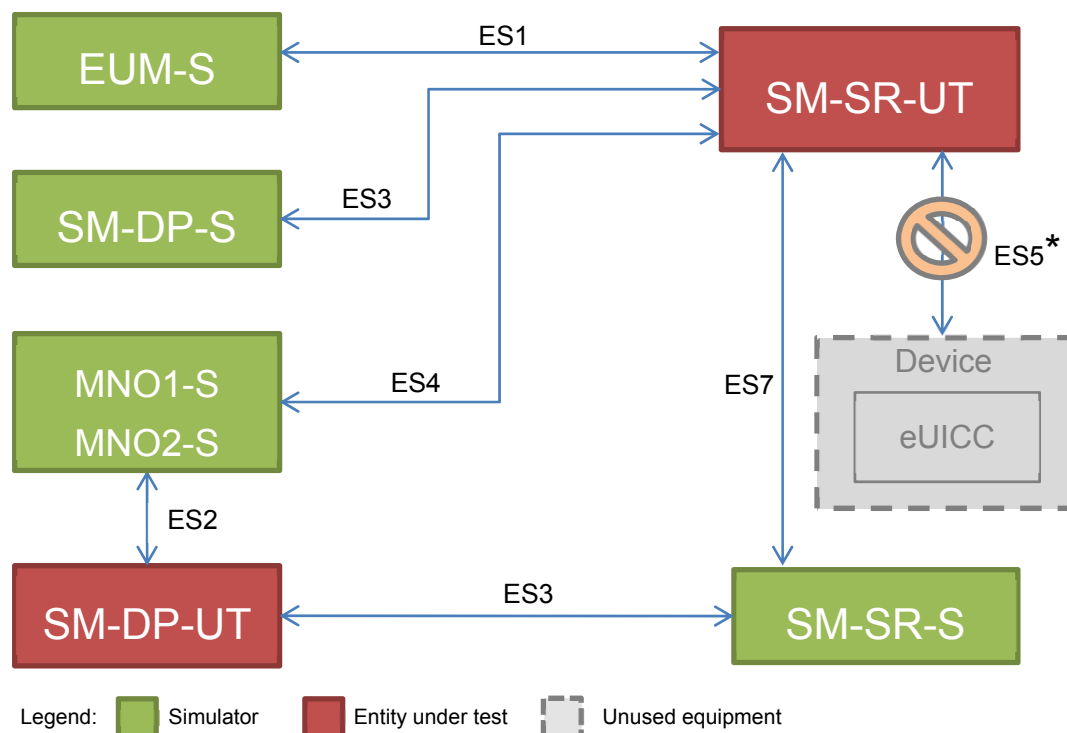 EUM-S
ES1
SM-SR-UT
SM-DP-S
ES3
ES5*
MNO1-S
MNO2-S
ES4
ES7
Device
eUICC
ES2
SM-DP-UT
ES3
SM-SR-S
Legend: Simulator Entity under test Unused equipment